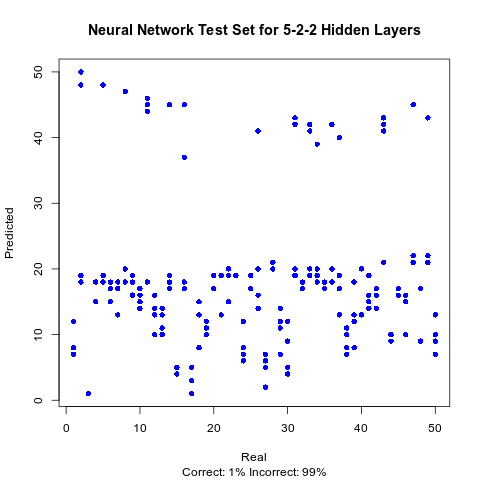 Neural Network Test Set for 5-2-2 Hidden Layers
Predicted
50
40
30
20
10
0
0 10 20 30 40 50
Real
Correct: 1% Incorrect: 99%